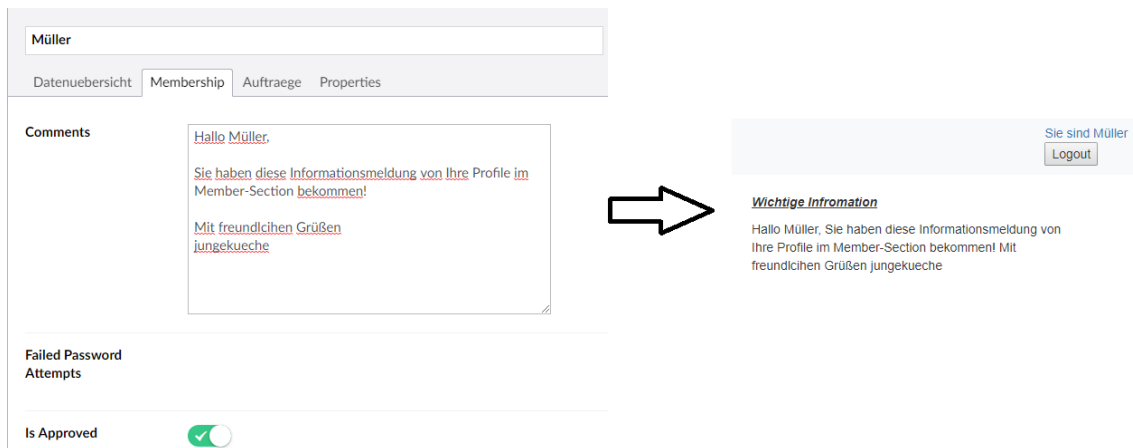 Müller
Datenuebersicht Membership Auftraege Properties
Comments
Hallo Müller,
Sie haben diese Informationsmeldung von Ihre Profile im
Member-Section bekommen!
Mit freundlcihen Grüßen
jungekueche
Failed Password
Attempts
Is Approved
Sie sind Müller
Logout
Wichtige Infromation
Hallo Müller, Sie haben diese Informationsmeldung von
Ihre Profile im Member-Section bekommen! Mit
freundlcihen Grüßen jungekueche